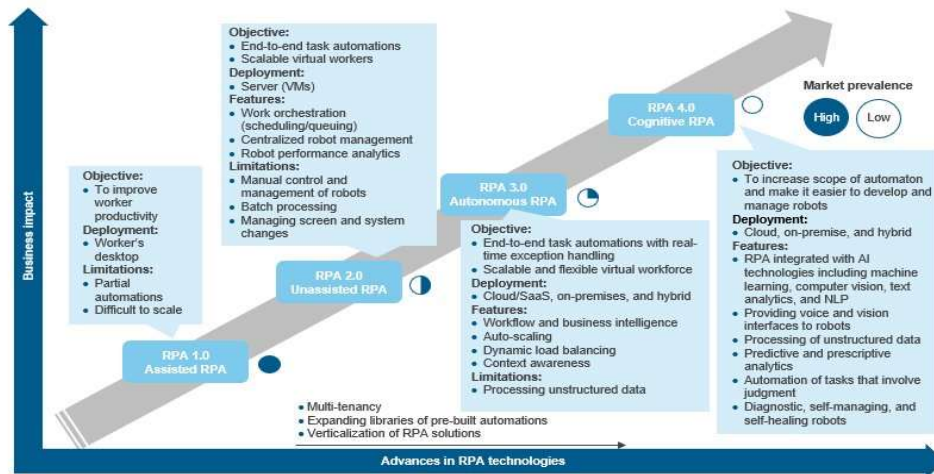 Business impact
Objective:
• To improve
worker
productivity
Deployment:
• Worker's
desktop
Limitations:
• Partial
automations
• Difficult to scale
RPA 1.0
Assisted RPA
Objective:
• End-to-end task automations
• Scalable virtual workers
Deployment:
• Server (VMs)
Features:
• Work orchestration
(scheduling/queuing)
• Centralized robot management
• Robot performance analytics
Limitations:
• Manual control and
management of robots
• Batch processing
• Managing screen and system
changes
RPA 2.0
Unassisted RPA
RPA 3.0
Autonomous RPA
Objective:
• End-to-end task automations with real-
time exception handling
• Scalable and flexible virtual workforce
Deployment:
• Cloud/SaaS, on-premises, and hybrid
Features:
• Workflow and business intelligence
• Auto-scaling
• Dynamic load balancing
• Context awareness
Limitations:
• Processing unstructured data
RPA 4.0
Cognitive RPA
Market prevalence
High
Low
Objective:
• To increase scope of automaton
and make it easier to develop and
manage robots
Deployment:
• Cloud, on-premise, and hybrid
Features:
• RPA integrated with AI
technologies including machine
learning, computer vision, text
analytics, and NLP
• Providing voice and vision
interfaces to robots
• Processing of unstructured data
• Predictive and prescriptive
analytics
• Automation of tasks that involve
judgment
• Diagnostic, self-managing, and
self-healing robots
• Multi-tenancy
• Expanding libraries of pre-built automations
• Verticalization of RPA solutions
Advances in RPA technologies